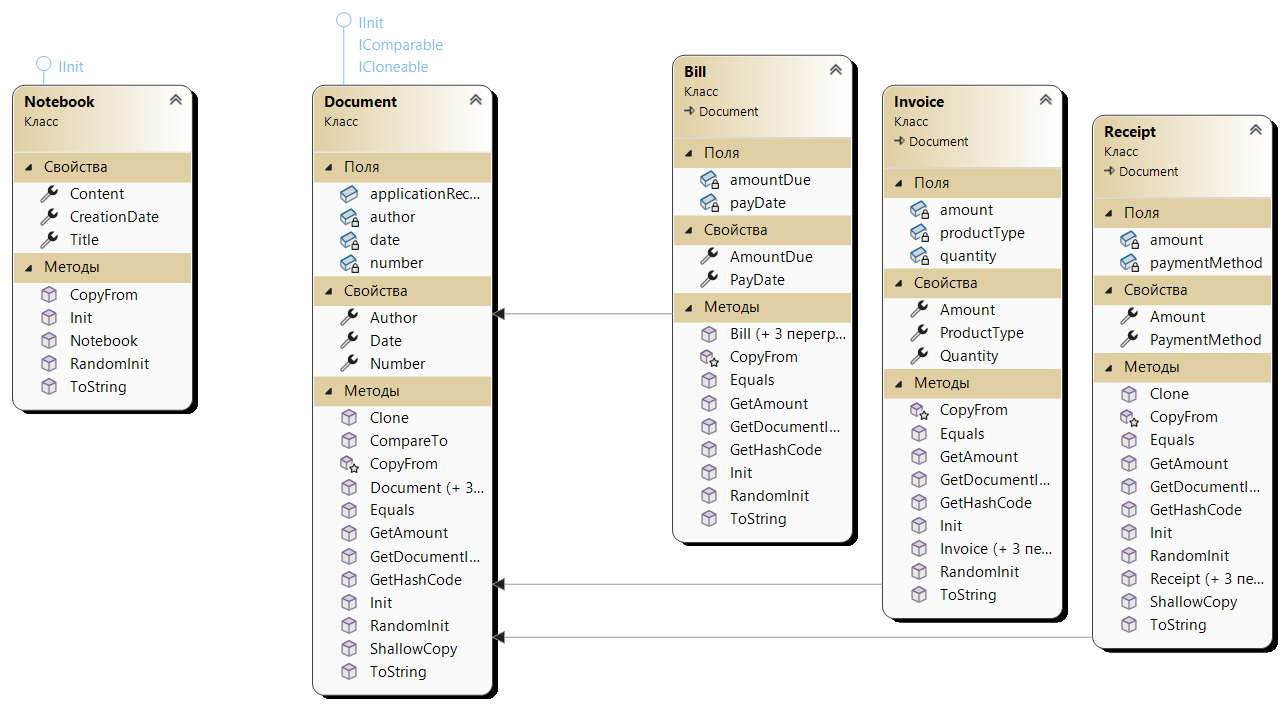 IInit
Notebook
Класс
Свойства
Content
CreationDate
Title
Методы
CopyFrom
Init
Notebook
RandomInit
ToString
IInit
IComparable
ICloneable
Document
Класс
Поля
applicationRec...
author
date
number
Свойства
Author
Date
Number
Методы
Clone
CompareTo
CopyFrom
Document (+ 3...
Equals
GetAmount
GetDocumentI...
GetHashCode
Init
RandomInit
ShallowCopy
ToString
Bill
Класс
Document
Поля
amountDue
payDate
Свойства
AmountDue
PayDate
Методы
Bill (+ 3 перегр...
CopyFrom
Equals
GetAmount
GetDocumentI...
GetHashCode
Init
RandomInit
ToString
Invoice
Класс
Document
Поля
amount
productType
quantity
Свойства
Amount
ProductType
Quantity
Методы
CopyFrom
Equals
GetAmount
GetDocumentI...
GetHashCode
Init
Invoice (+ 3 пе...
RandomInit
ToString
Receipt
Класс
Document
Поля
amount
paymentMethod
Свойства
Amount
PaymentMethod
Методы
Clone
CopyFrom
Equals
GetAmount
GetDocumentI...
GetHashCode
Init
RandomInit
Receipt (+ 3 пе...
ShallowCopy
ToString